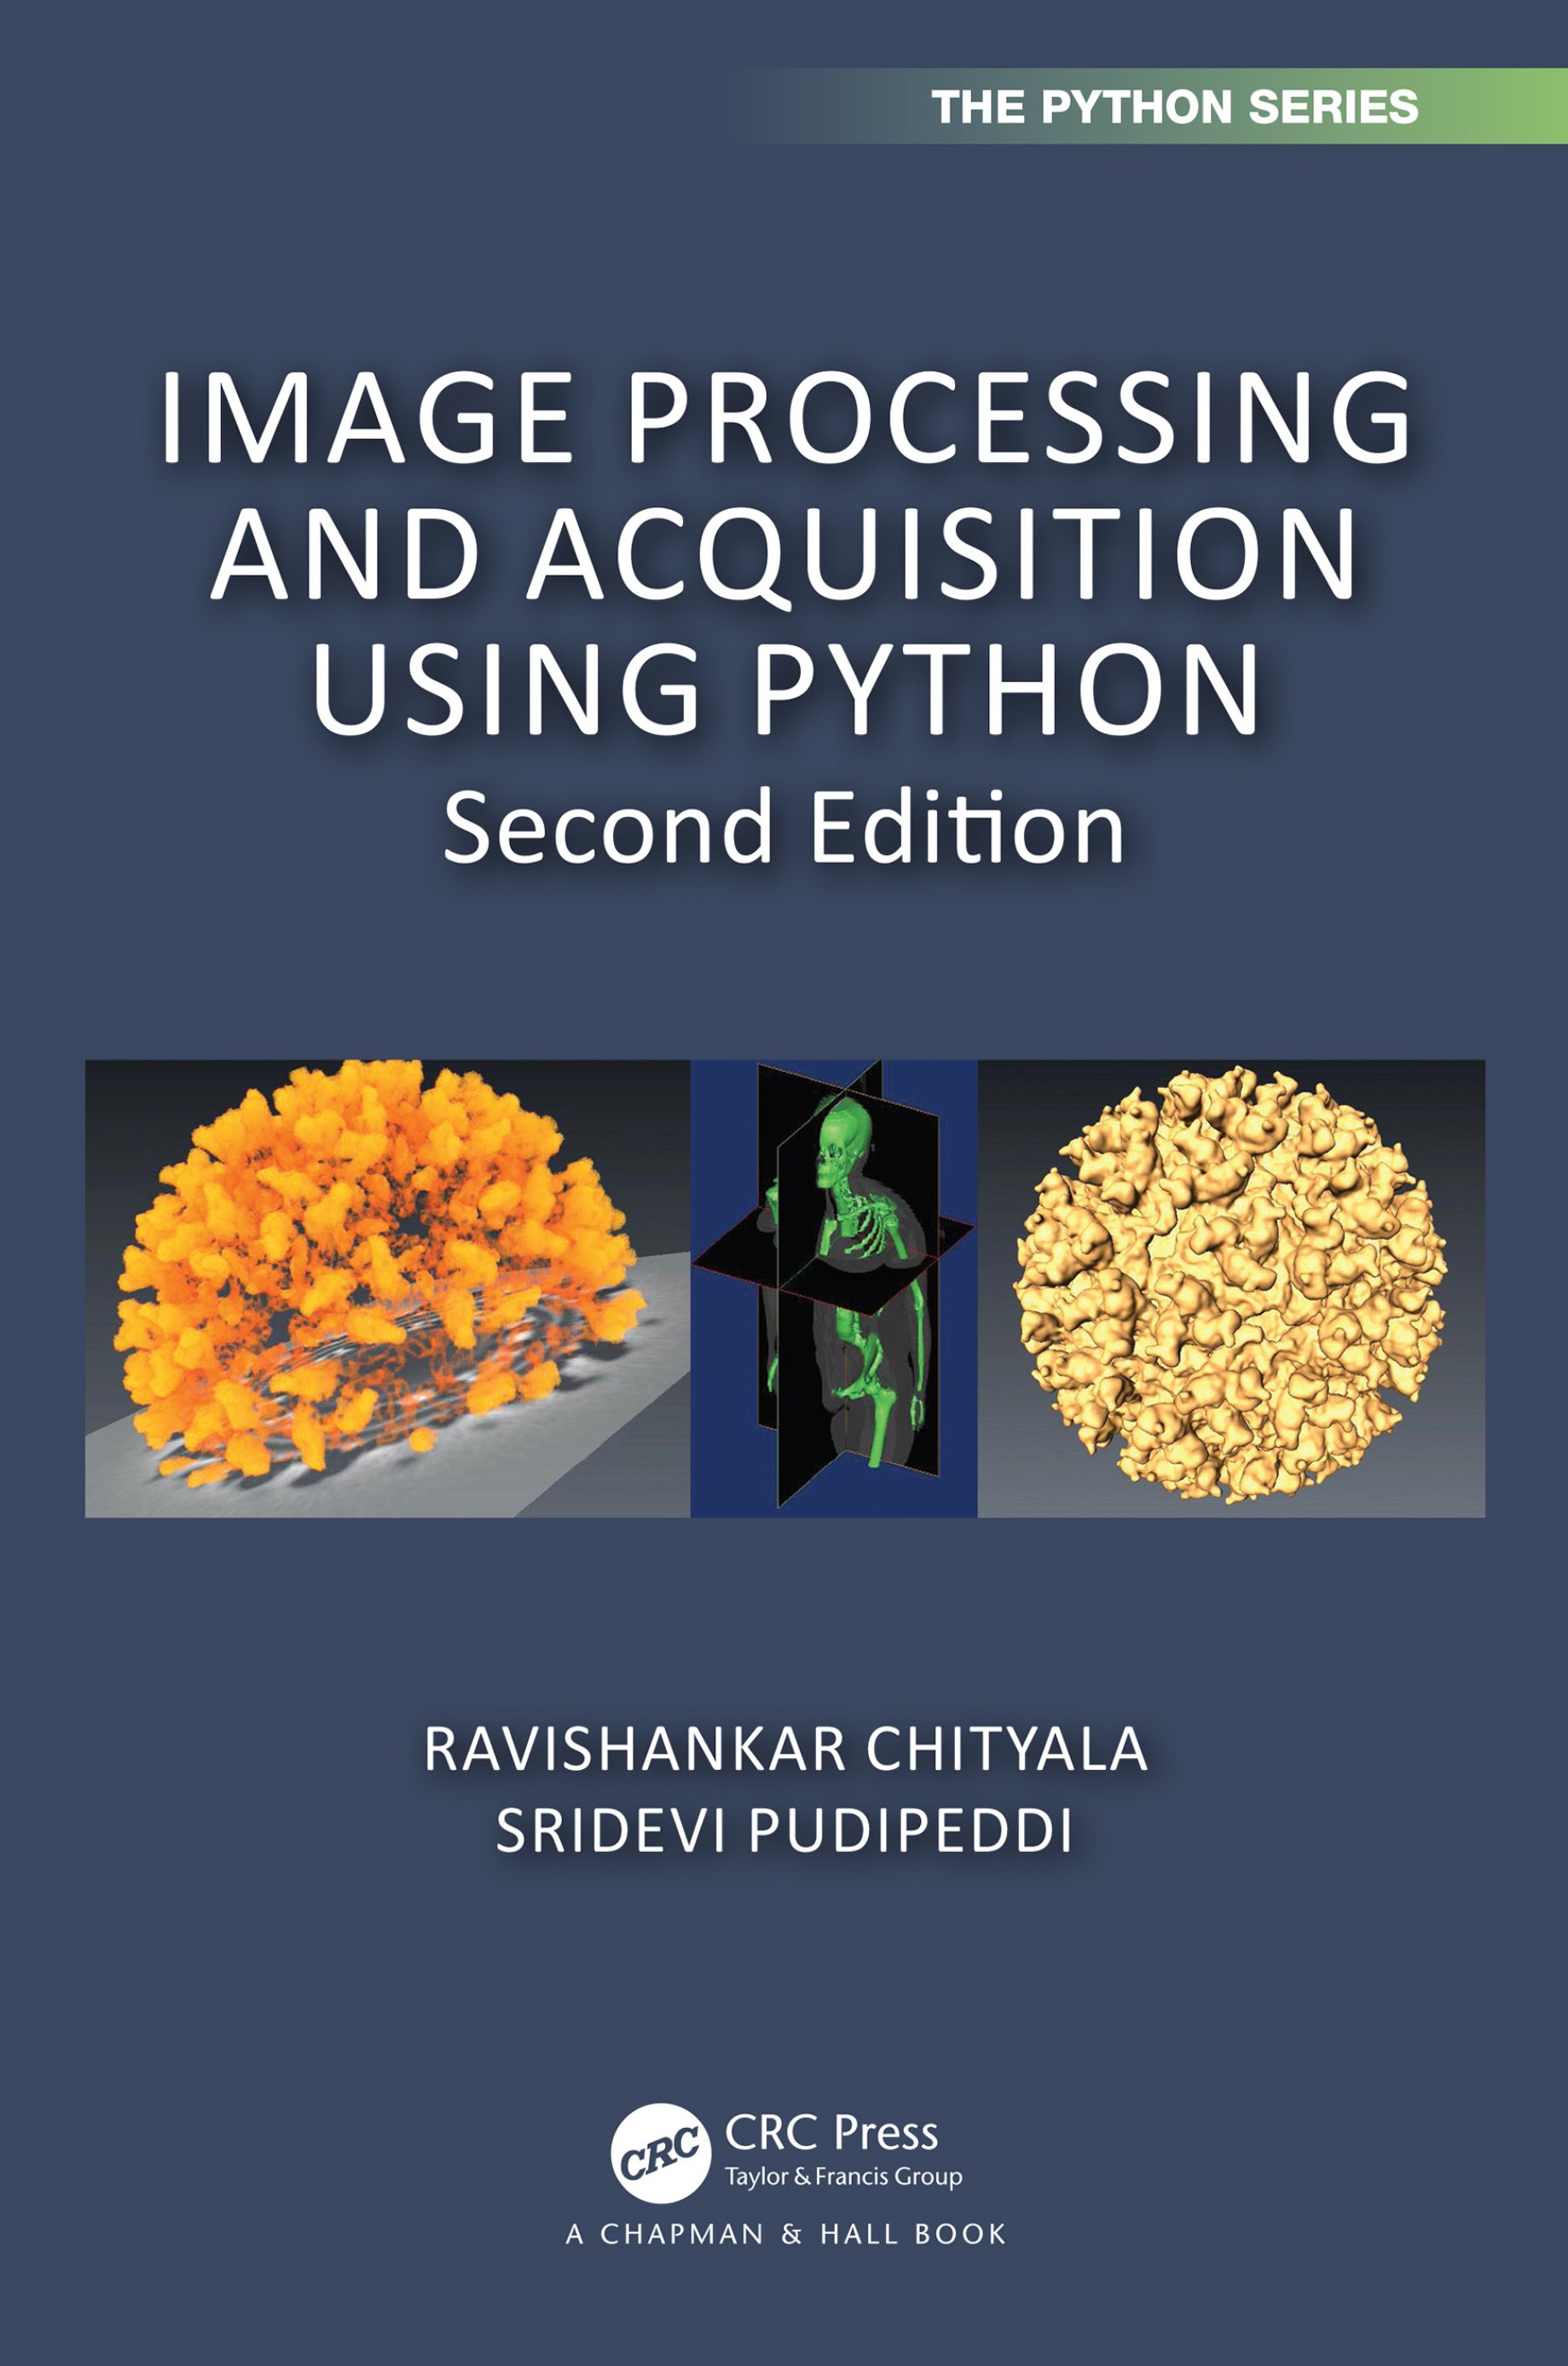 THE PYTHON SERIES
IMAGE PROCESSING
AND ACQUISITION
USING PYTHON
Second Edition
RAVISHANKAR CHITYALA
SRIDEVI PUDIPEDDI
CRC
CRC Press
Taylor & Francis Group
A CHAPMAN & HALL BOOK